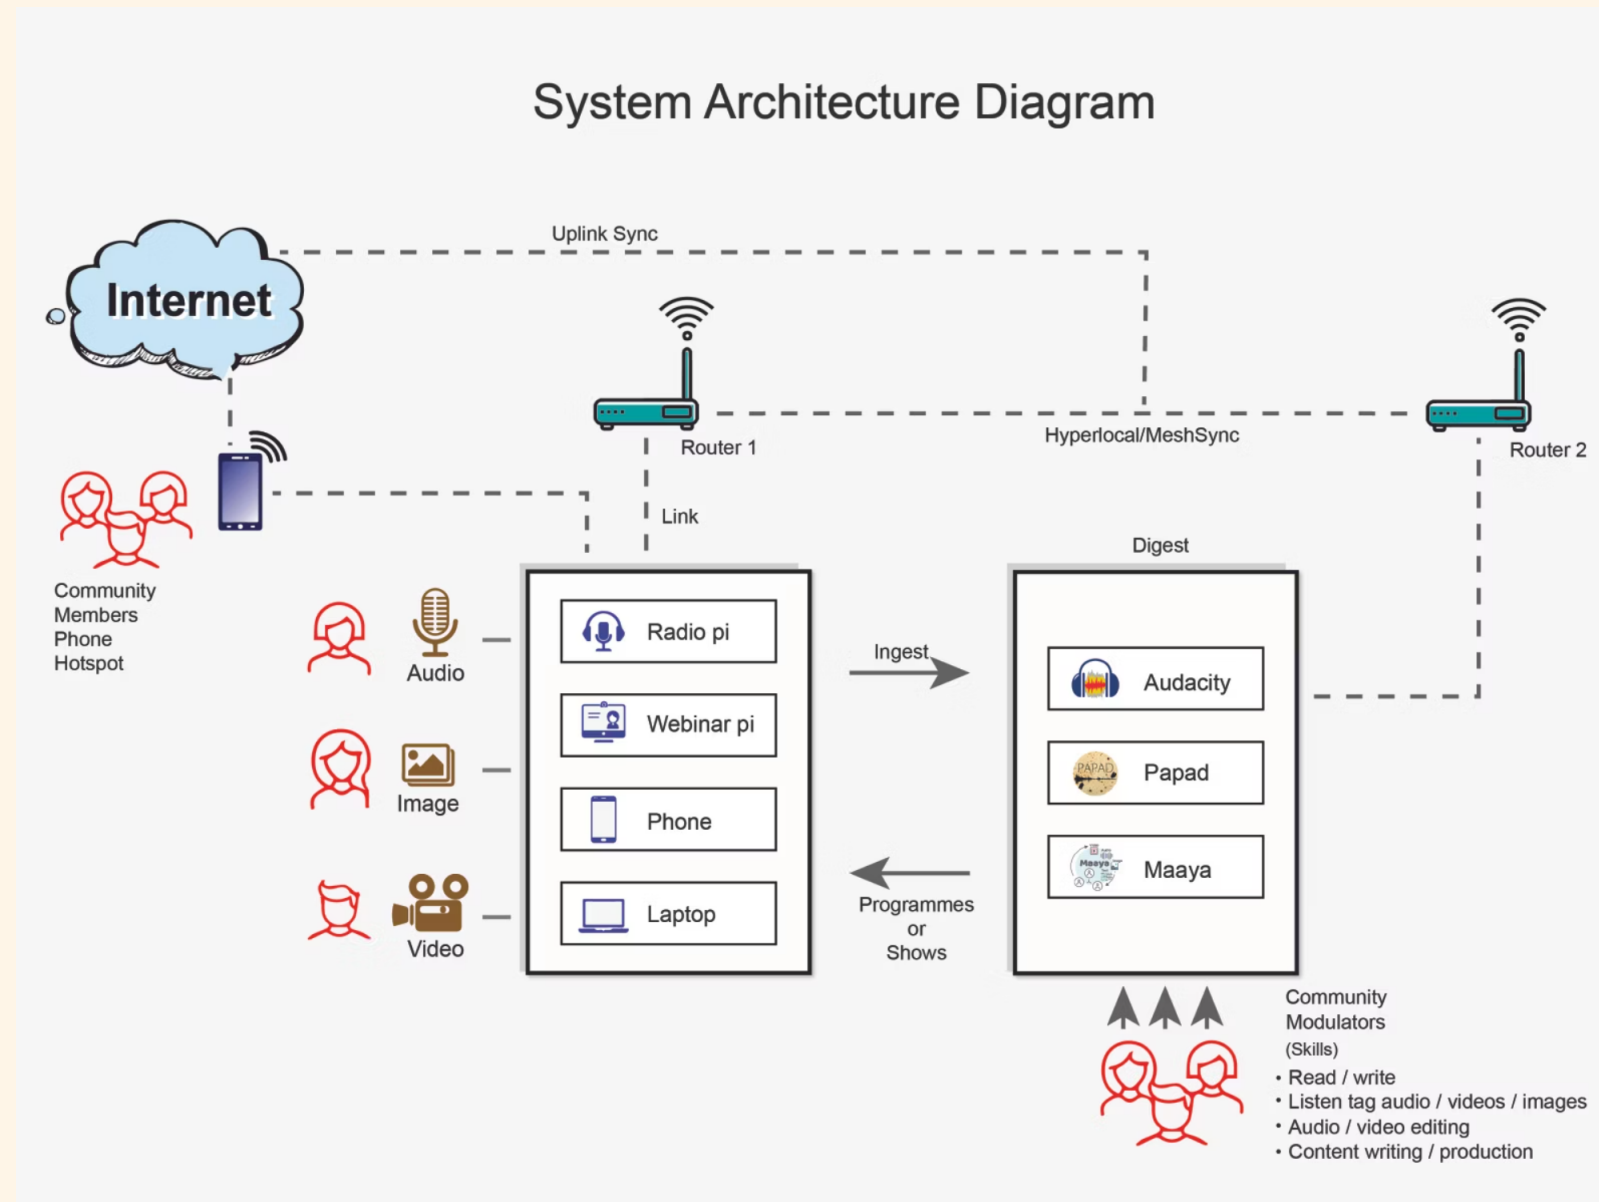 System Architecture Diagram
Uplink Sync
Internet
Router 1
Hyperlocal/MeshSync
Router 2
Link
Community
Members
Phone
Hotspot
Digest
Audio
Image
Video
Radio pi
Webinar pi
Phone
Laptop
Ingest
Programmes
or
Shows
Audacity
PAPAD
Papad
Maaya
Maaya
Community
Modulators
(Skills)
• Read / write
• Listen tag audio / videos / images
• Audio / video editing
• Content writing / production